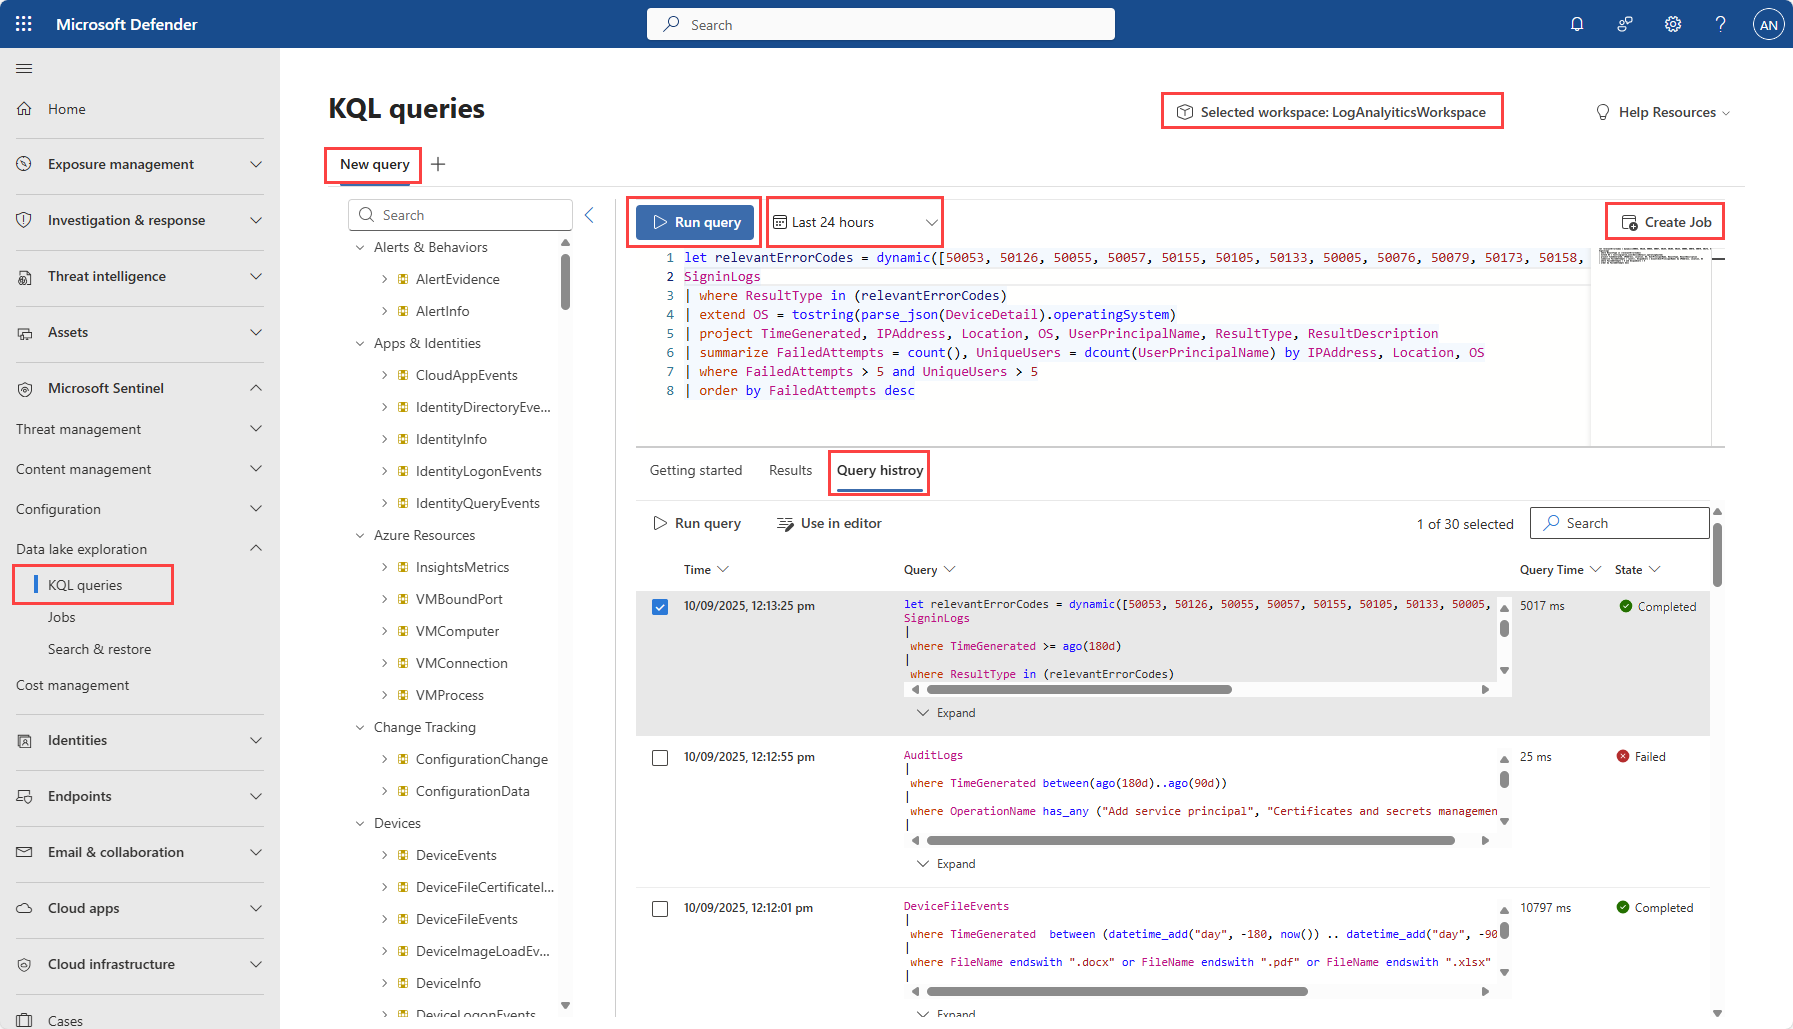 Microsoft Defender
Search
AN
Home
Exposure management
Investigation & response
Threat intelligence
Assets
Microsoft Sentinel
Threat management
Content management
Configuration
Data lake exploration
KQL queries
Jobs
Search & restore
Cost management
Identities
Endpoints
Email & collaboration
Cloud apps
Cloud infrastructure
Cases
KQL queries
Selected workspace: LogAnalyiticsWorkspace
Help Resources
New query
Search
Alerts & Behaviors
AlertEvidence
AlertInfo
Apps & Identities
CloudAppEvents
IdentityDirectoryEve...
IdentityInfo
IdentityLogonEvents
IdentityQueryEvents
Azure Resources
InsightsMetrics
VMBoundPort
VMComputer
VMConnection
VMProcess
Change Tracking
ConfigurationChange
ConfigurationData
Devices
DeviceEvents
DeviceFileCertificateI...
DeviceFileEvents
DeviceImageLoadEv...
DeviceInfo
DeviceLogonEvents
Run query
Last 24 hours
Create Job
1 let relevantErrorCodes = dynamic([50053, 50126, 50055, 50057, 50155, 50105, 50133, 50005, 50076, 50079, 50173, 50158,
2 SigninLogs
3 | where ResultType in (relevantErrorCodes)
4 | extend OS = tostring(parse_json(DeviceDetail).operatingSystem)
5 | project TimeGenerated, IPAddress, Location, OS, UserPrincipalName, ResultType, ResultDescription
6 | summarize FailedAttempts = count(), UniqueUsers = dcount(UserPrincipalName) by IPAddress, Location, OS
7 | where FailedAttempts > 5 and UniqueUsers > 5
8 | order by FailedAttempts desc
Getting started
Results
Query histroy
Run query
Use in editor
1 of 30 selected
Search
Time
Query
Query Time
State
10/09/2025, 12:13:25 pm
let relevantErrorCodes = dynamic([50053, 50126, 50055, 50057, 50155, 50105, 50133, 50005,
SigninLogs
|
where TimeGenerated >= ago(180d)
|
where ResultType in (relevantErrorCodes)
Expand
5017 ms
Completed
10/09/2025, 12:12:55 pm
AuditLogs
|
where TimeGenerated between(ago(180d)..ago(90d))
|
where OperationName has_any ("Add service principal", "Certificates and secrets managemen
|
Expand
25 ms
Failed
10/09/2025, 12:12:01 pm
DeviceFileEvents
|
where TimeGenerated between (datetime_add("day", -180, now()) .. datetime_add("day", -90
|
where FileName endswith ".docx" or FileName endswith ".pdf" or FileName endswith ".xlsx"
|
Expand
10797 ms
Completed